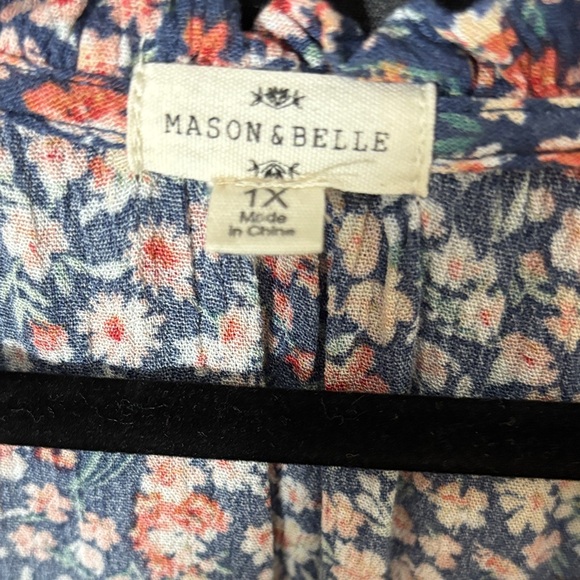 MASON & BELLE
1X
Made
in China